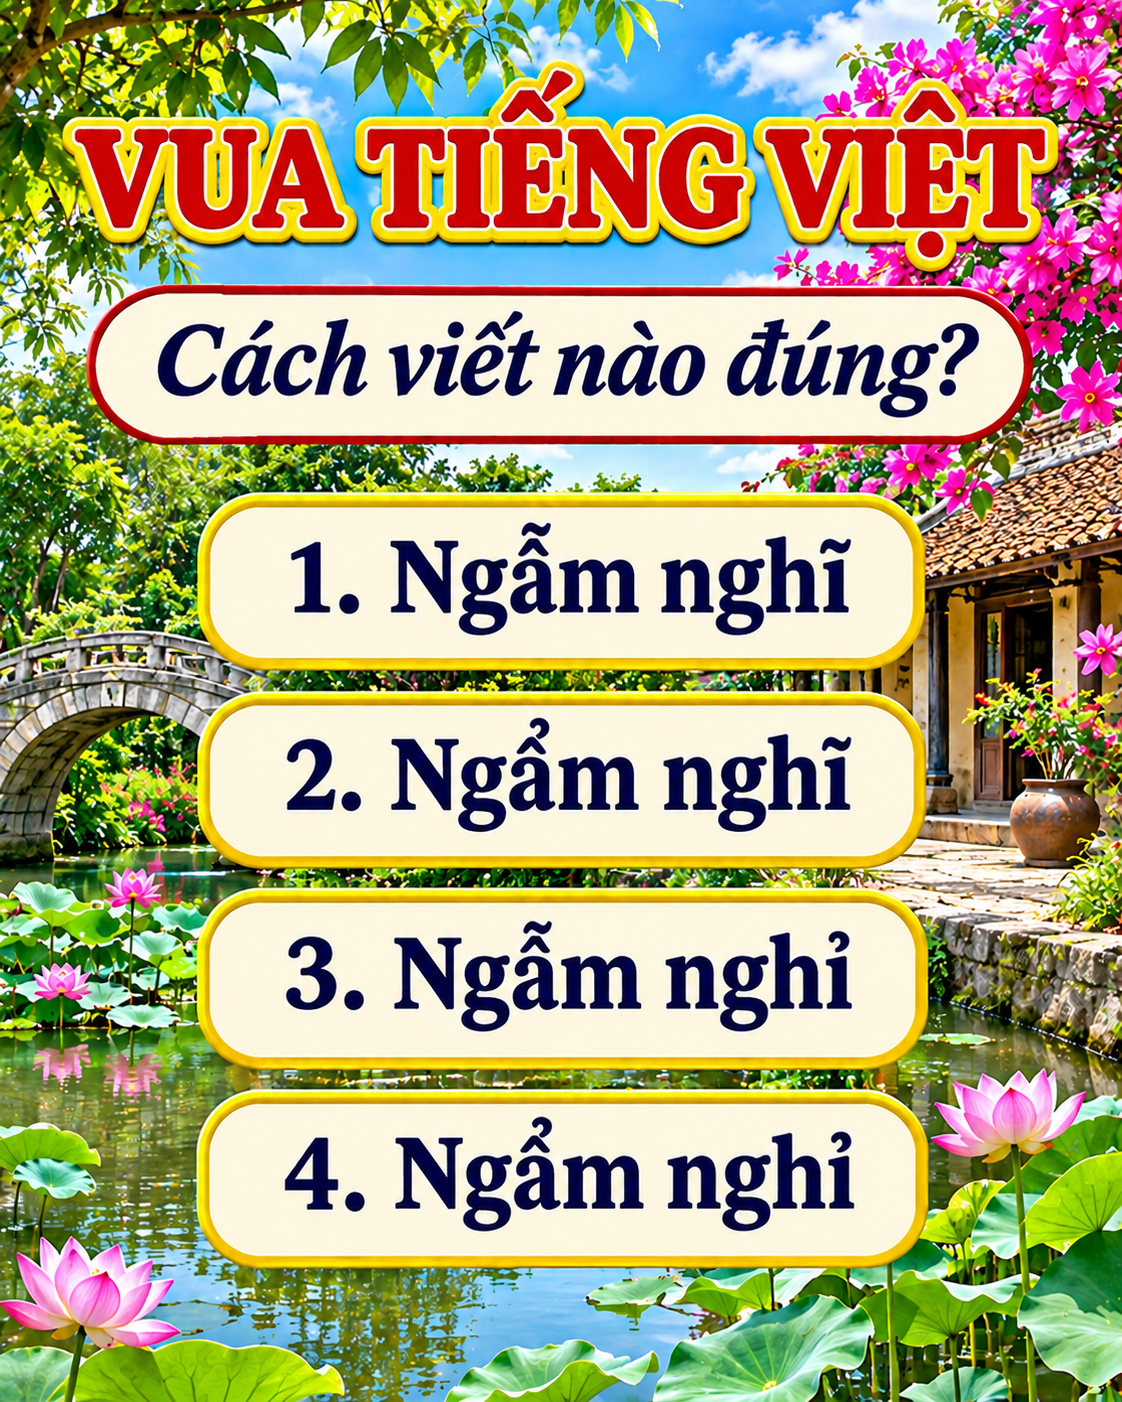 VUA TIẾNG VIỆT
Cách viết nào đúng?
1. Ngẫm nghĩ
2. Ngẩm nghĩ
3. Ngẫm nghỉ
4. Ngẩm nghỉ